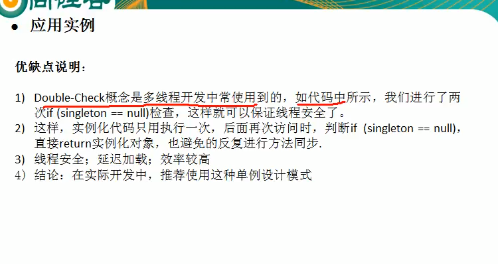 • 应用实例
优缺点说明：
1) Double-Check概念是多线程开发中常使用到的，如代码中所示，我们进行了两
次if (singleton == null)检查，这样就可以保证线程安全了。
2) 这样，实例化代码只用执行一次，后面再次访问时，判断if (singleton == null)，
直接return实例化对象，也避免的反复进行方法同步.
3) 线程安全；延迟加载；效率较高
4) 结论：在实际开发中，推荐使用这种单例设计模式